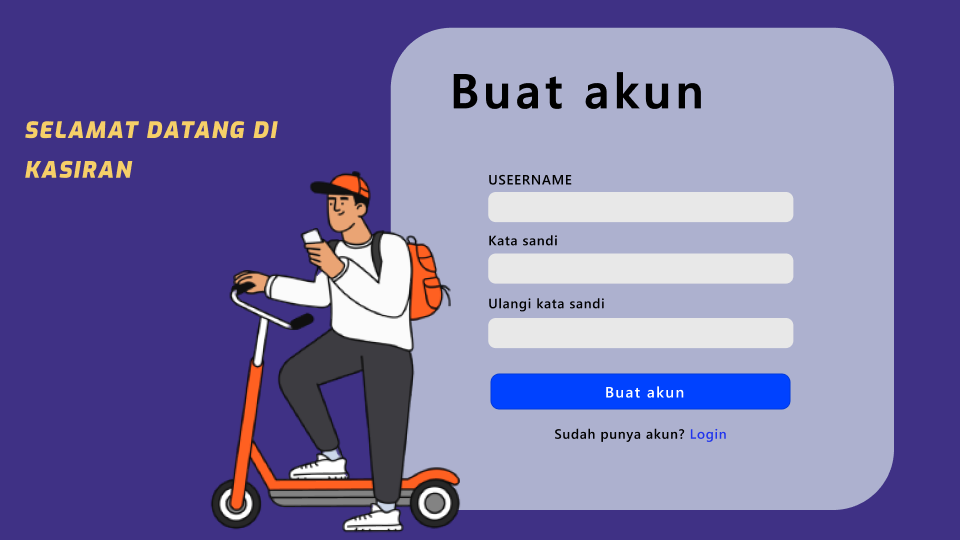 SELAMAT DATANG DI
KASIRAN
Buat akun
USEERNAME
Kata sandi
Ulangi kata sandi
Buat akun
Sudah punya akun? Login